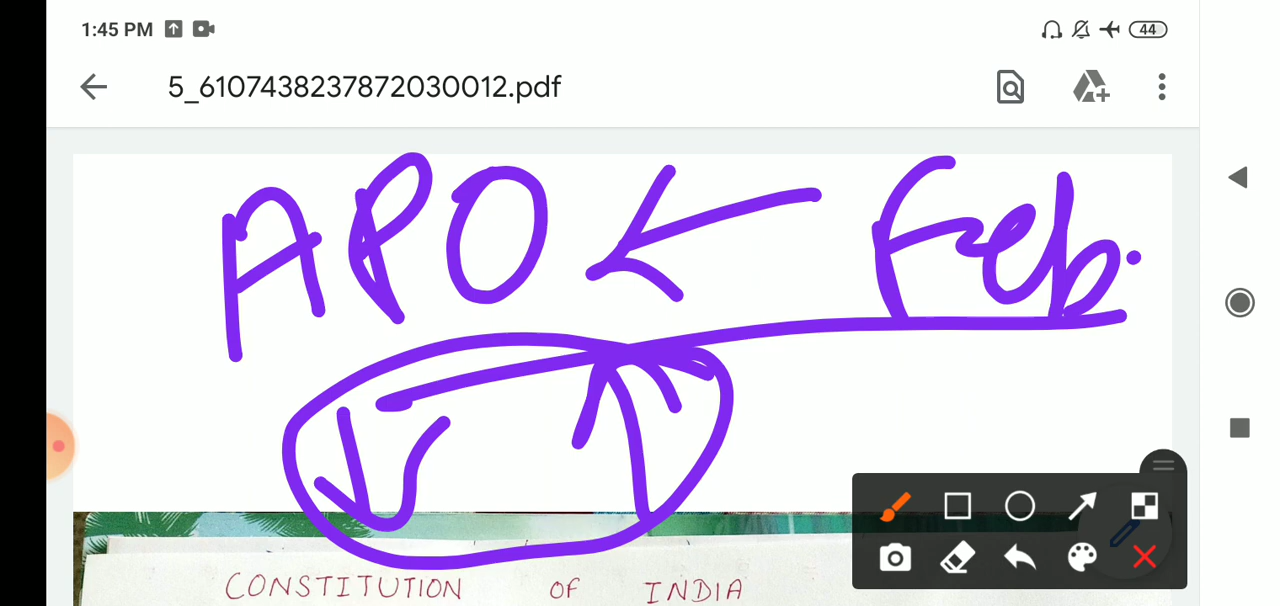 1:45 PM 44
5_6107438237872030012.pdf
APO Feb.
CONSTITUTION OF INDIA